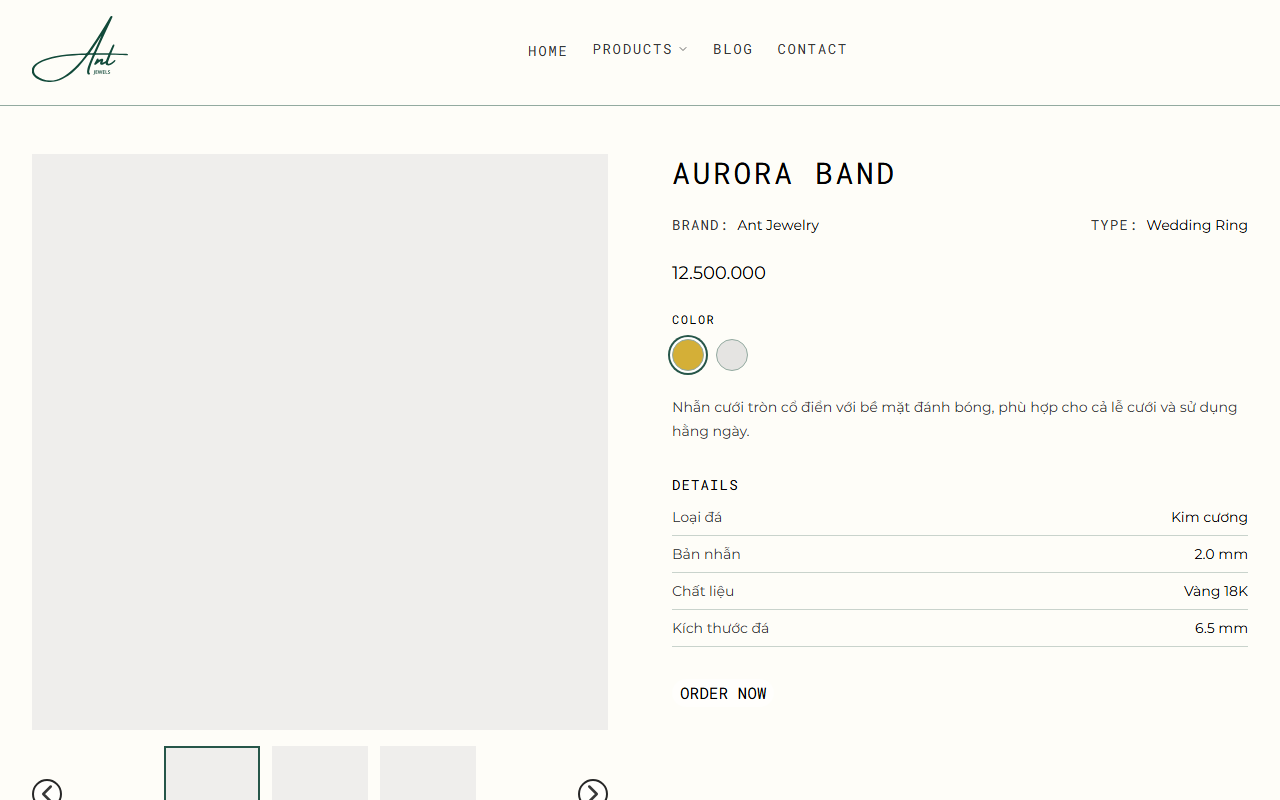 Ant
JEWELS
HOME PRODUCTS BLOG CONTACT
AURORA BAND
BRAND: Ant Jewelry TYPE: Wedding Ring
12.500.000
COLOR
Nhẫn cưới tròn cổ điển với bề mặt đánh bóng, phù hợp cho cả lễ cưới và sử dụng
hằng ngày.
DETAILS
Loại đá Kim cương
Bản nhẫn 2.0 mm
Chất liệu Vàng 18K
Kích thước đá 6.5 mm
ORDER NOW